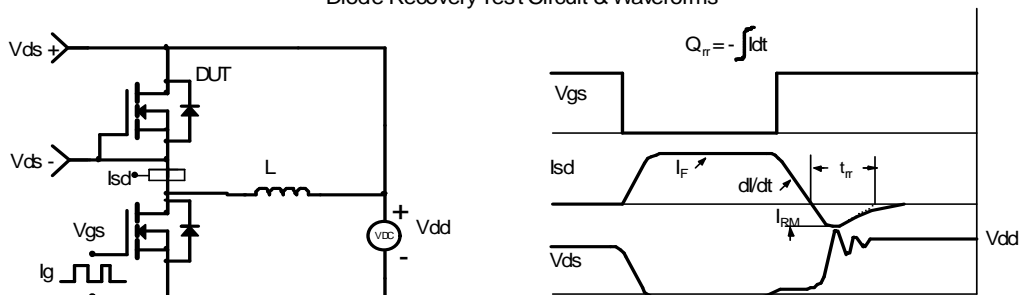 Diode Recovery Test Circuit & Waveforms
Vds +
DUT
Vds -
Isd
L
Vgs
Ig
VDC
+
-
Vdd
Qrr = - ∫Idt
Vgs
Isd
IF
dI/dt
trr
IRM
Vds
Vdd